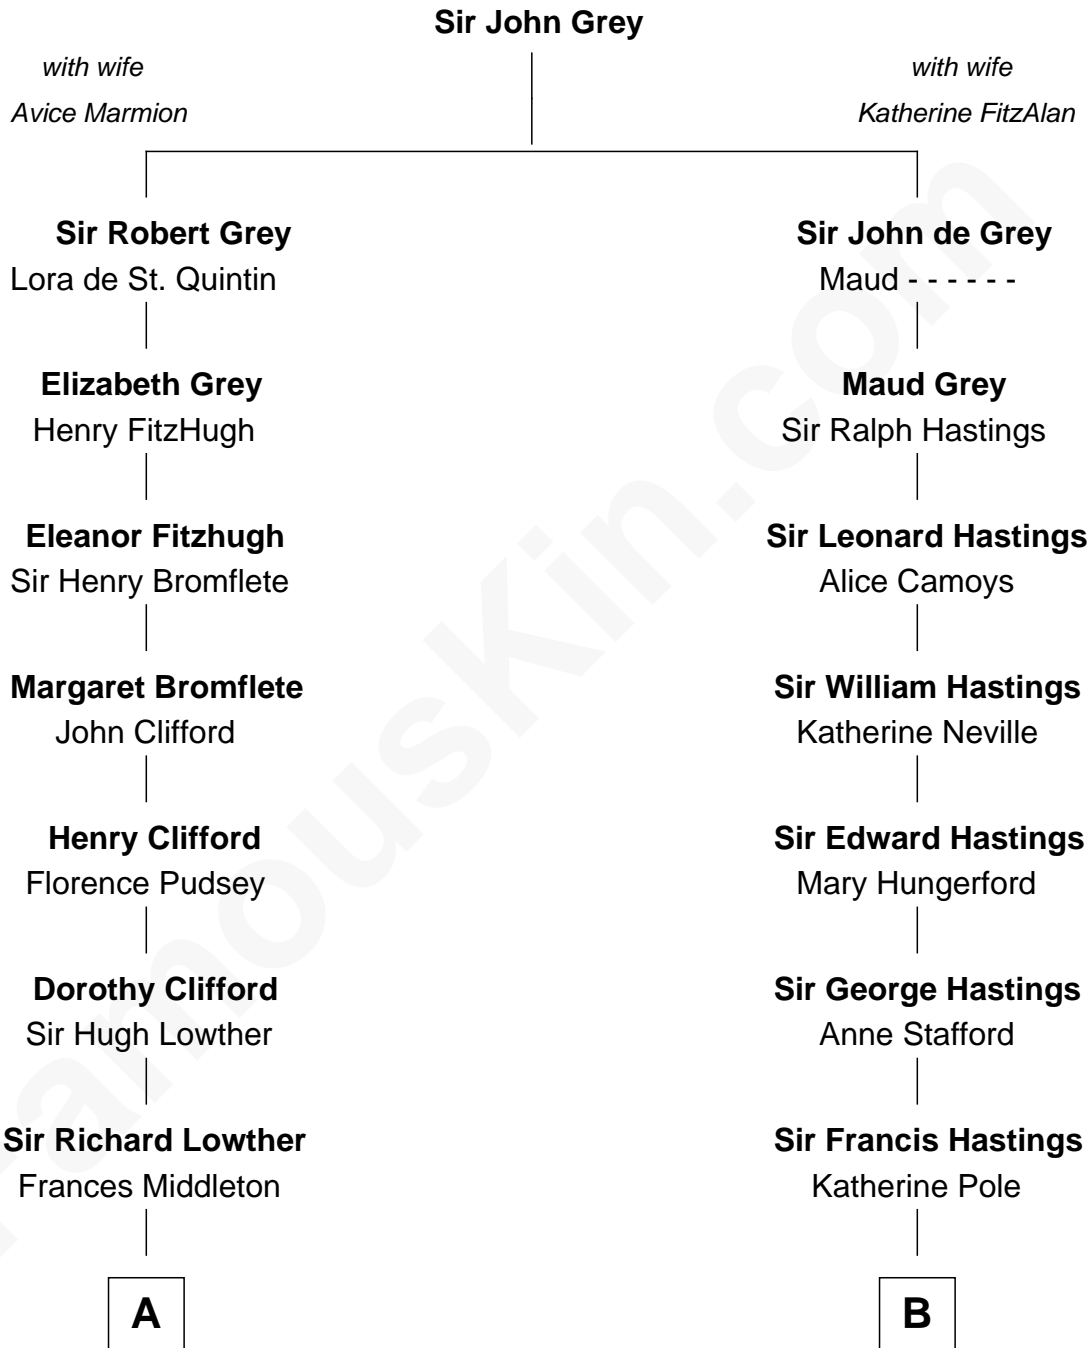 Sir John Grey
with wife
Avice Marmion
with wife
Katherine FitzAlan
Sir Robert Grey
Lora de St. Quintin
Sir John de Grey
Maud - - - - - -
Elizabeth Grey
Henry FitzHugh
Maud Grey
Sir Ralph Hastings
Eleanor Fitzhugh
Sir Henry Bromflete
Sir Leonard Hastings
Alice Camoys
Margaret Bromflete
John Clifford
Sir William Hastings
Katherine Neville
Henry Clifford
Florence Pudsey
Sir Edward Hastings
Mary Hungerford
Dorothy Clifford
Sir Hugh Lowther
Sir George Hastings
Anne Stafford
Sir Richard Lowther
Frances Middleton
Sir Francis Hastings
Katherine Pole
A
B
FamousKin.com